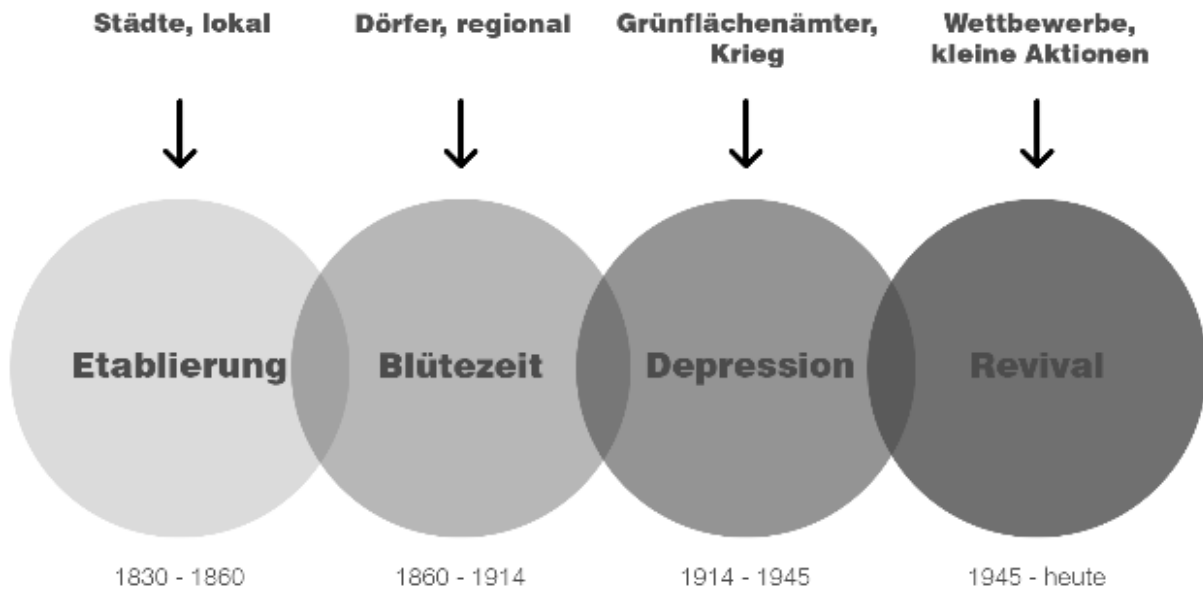 Städte, lokal
Dörfer, regional
Grünflächenämter,
Krieg
Wettbewerbe,
kleine Aktionen
Etablierung
Blütezeit
Depression
Revival
1830 - 1860
1860 - 1914
1914 - 1945
1945 - heute